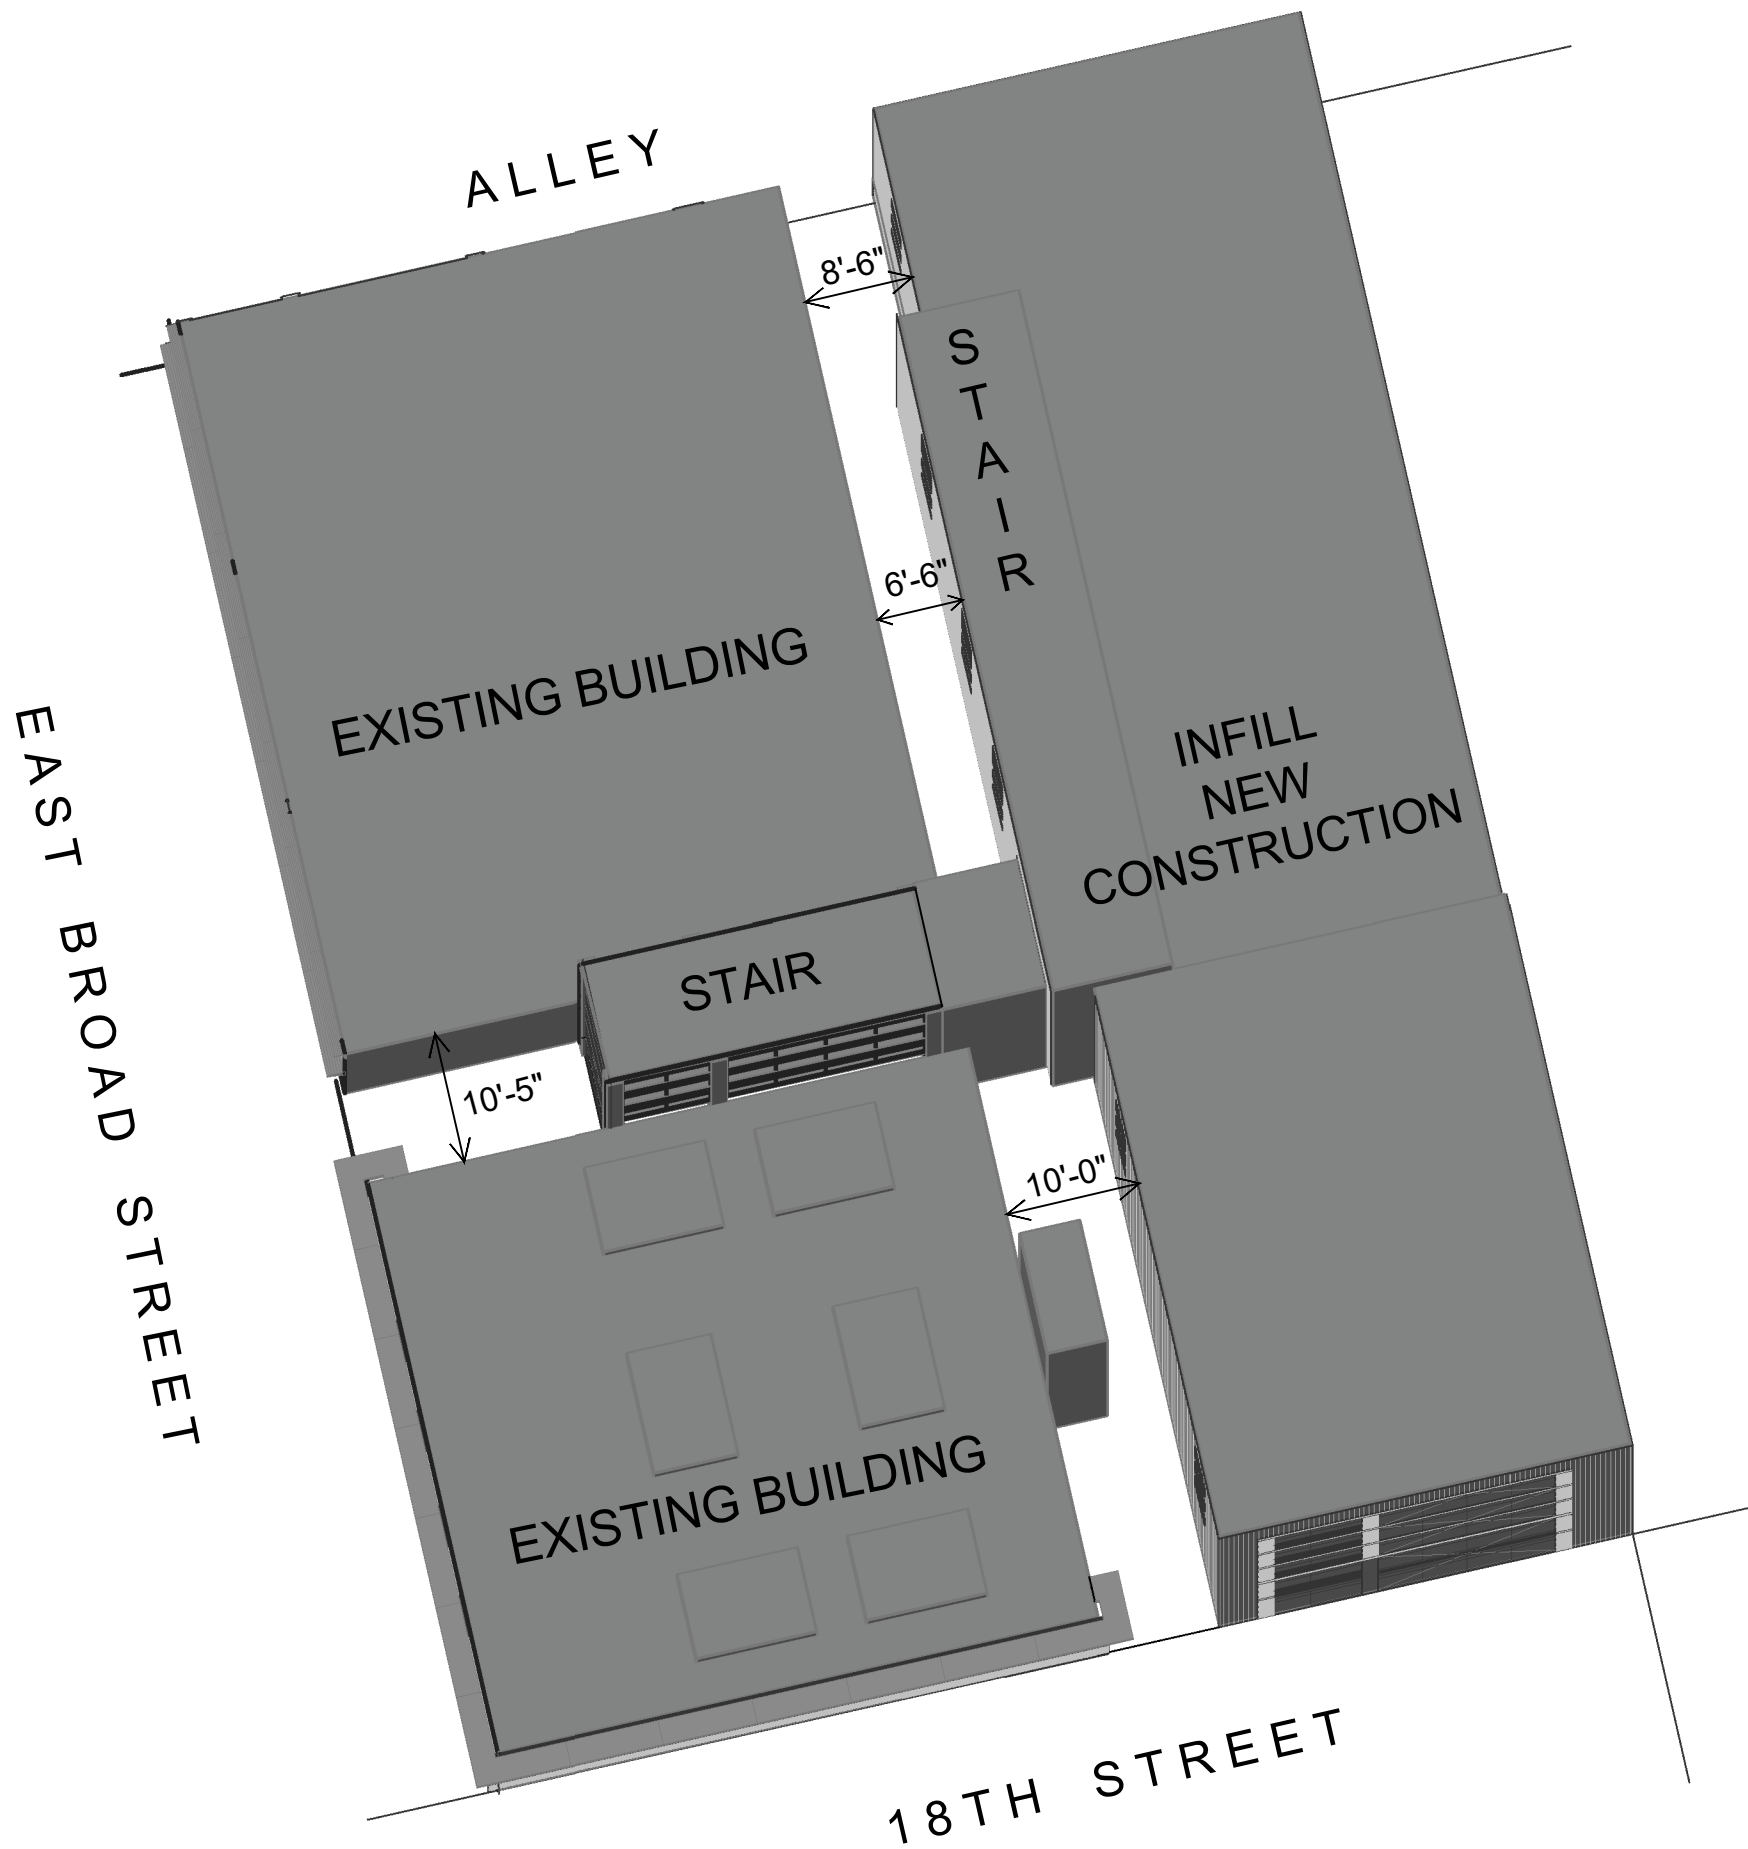 ALLEY
8'-6"
STAIR
6'-6"
EXISTING BUILDING
INFILL
NEW
CONSTRUCTION
EAST BROAD STREET
STAIR
10'-5"
10'-0"
EXISTING BUILDING
18TH STREET